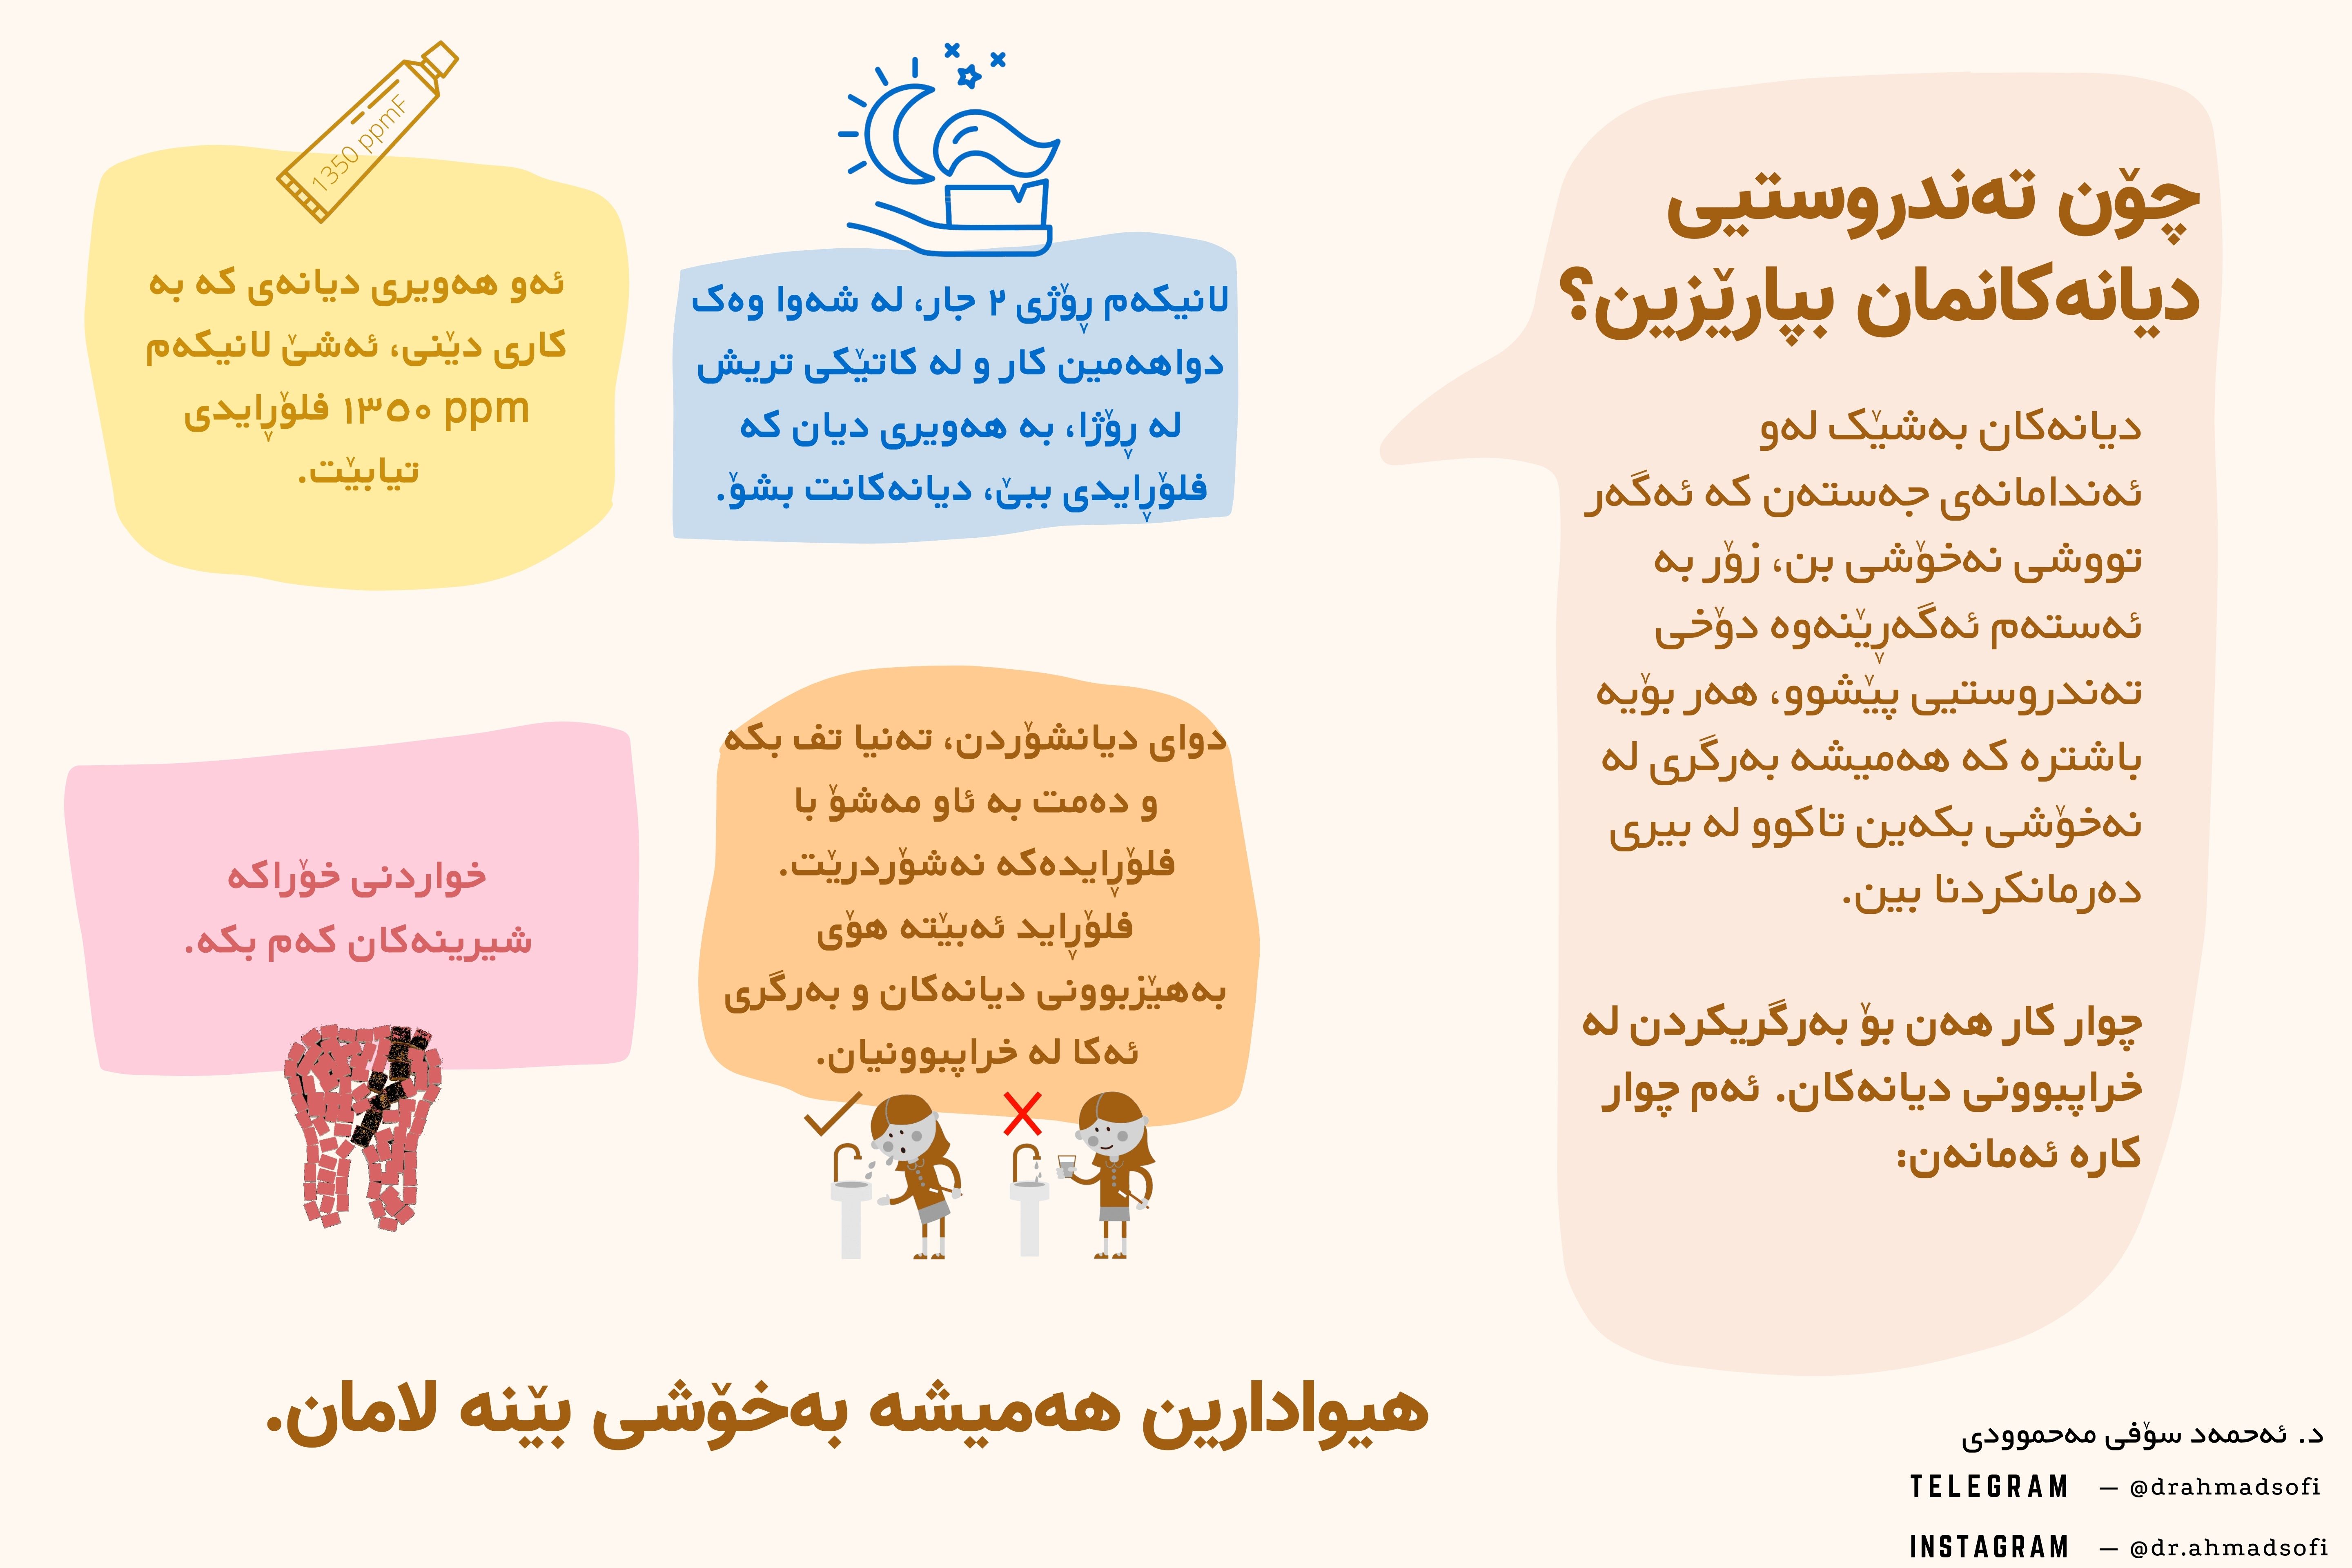 چۆن تەندروستیی
دیانەکانمان بپارێزین؟
دیانەکان بەشێک لەو
ئەندامانەی جەستەن کە ئەگەر
تووشی نەخۆشی بن، زۆر بە
ئەستەم ئەگەڕێنەوە دۆخی
تەندروستیی پێشوو، هەر بۆیە
باشترە کە هەمیشە بەرگری لە
نەخۆشی بکەین تاکوو لە بیری
دەرمانکردنا بین.
چوار کار هەن بۆ بەرگریکردن لە
خراپبوونی دیانەکان. ئەم چوار
کارە ئەمانەن:
لانیکەم ڕۆژی ٢ جار، لە شەوا وەک
دواهەمین کار و لە کاتێکی تریش
لە ڕۆژا، بە هەویری دیان کە
فلۆڕایدی ببێ، دیانەکانت بشۆ.
1350 ppmF
ئەو هەویری دیانەی کە بە
کاری دێنی، ئەشێ لانیکەم
١٣٥٠ ppm فلۆڕایدی
تیابێت.
دوای دیانشۆردن، تەنیا تف بکە
و دەمت بە ئاو مەشۆ با
فلۆڕایدەکە نەشۆردرێت.
فلۆڕاید ئەبێتە هۆی
بەهێزبوونی دیانەکان و بەرگری
ئەکا لە خراپبوونیان.
خواردنی خۆراکە
شیرینەکان کەم بکە.
هیوادارین هەمیشە بەخۆشی بێنە لامان.
د. ئەحمەد سۆفی مەحموودی
TELEGRAM — @drahmadsofi
INSTAGRAM — @dr.ahmadsofi